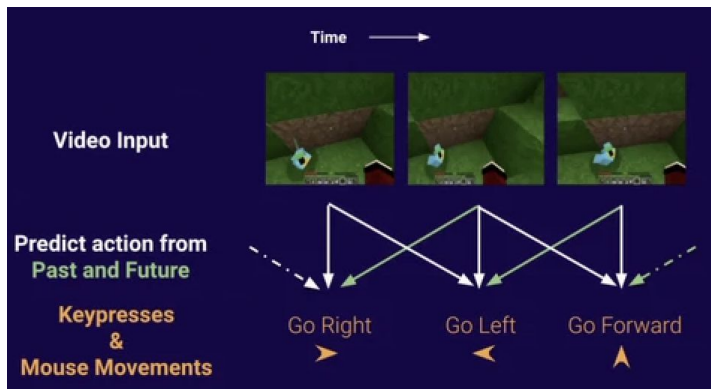 Time
Video Input
Predict action from
Past and Future
Keypresses
&
Mouse Movements
Go Right
Go Left
Go Forward